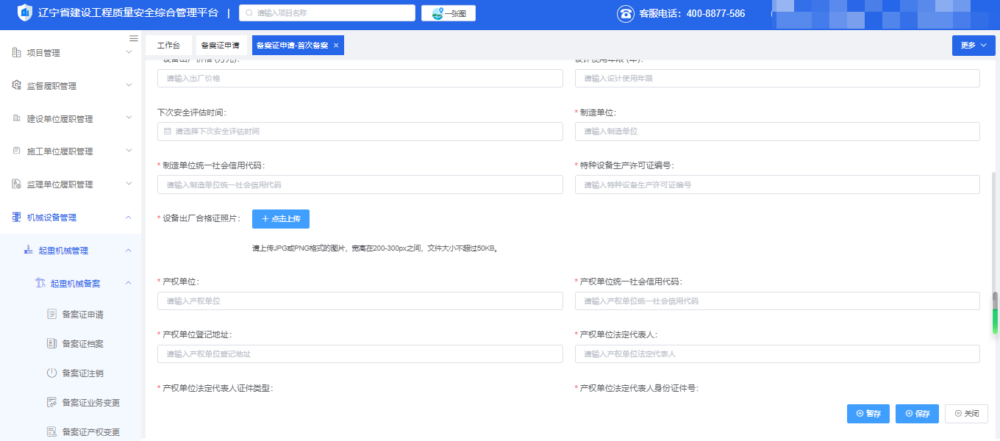 辽宁省建设工程质量安全综合管理平台 | 请输入项目名称 一张图 客服电话：400-8877-586
工作台 备案证申请 备案证申请-首次备案 × 更多
项目管理
监督履职管理
建设单位履职管理
施工单位履职管理
监理单位履职管理
机械设备管理
起重机械管理
起重机械备案
备案证申请
备案证档案
备案证注销
备案证业务变更
备案证产权变更
设备出厂价格 (万元): 设计使用年限 (年):
请输入出厂价格 请输入设计使用年限
下次安全评估时间: * 制造单位:
请选择下次安全评估时间 请输入制造单位
* 制造单位统一社会信用代码: * 特种设备生产许可证编号:
请输入制造单位统一社会信用代码 请输入特种设备生产许可证编号
* 设备出厂合格证照片: + 点击上传
请上传JPG或PNG格式的图片，宽高在200-300px之间，文件大小不超过50KB。
* 产权单位: * 产权单位统一社会信用代码:
请输入产权单位 请输入产权单位统一社会信用代码
* 产权单位登记地址: * 产权单位法定代表人:
请输入产权单位登记地址 请输入产权单位法定代表人
* 产权单位法定代表人证件类型: * 产权单位法定代表人身份证件号:
暂存 保存 关闭